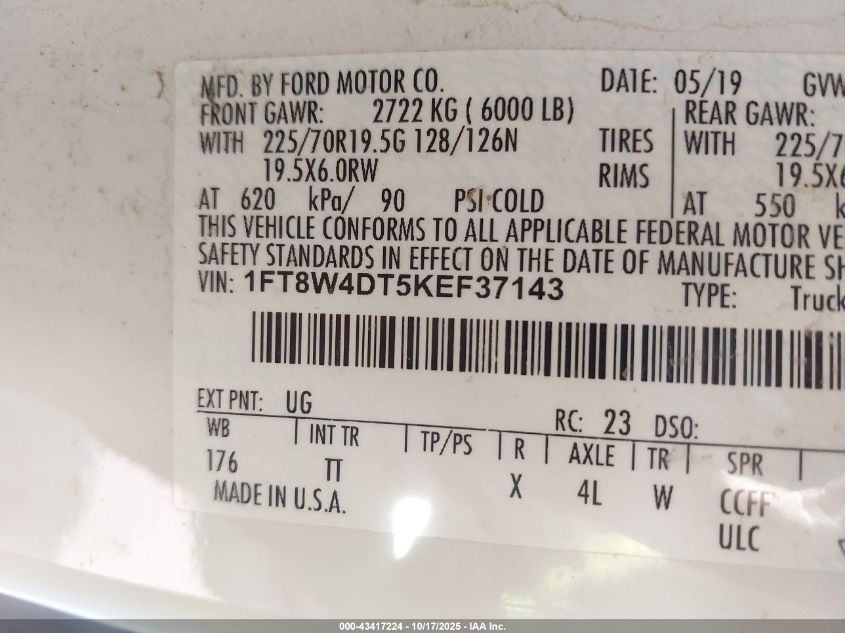 MFD. BY FORD MOTOR CO. DATE: 05/19 GVW
FRONT GAWR: 2722 KG ( 6000 LB) REAR GAWR:
WITH 225/70R19.5G 128/126N TIRES WITH 225/7
19.5X6.0RW RIMS 19.5X6
AT 620 kPa/ 90 PSI COLD AT 550 k
THIS VEHICLE CONFORMS TO ALL APPLICABLE FEDERAL MOTOR VE
SAFETY STANDARDS IN EFFECT ON THE DATE OF MANUFACTURE SH
VIN: 1FT8W4DT5KEF37143 TYPE: Truck
EXT PNT: UG RC: 23 DSO:
WB INT TR TP/PS R AXLE TR SPR
176 TT X 4L W CCFF
MADE IN U.S.A. ULC
000-43417224 - 10/17/2025 - IAA Inc.